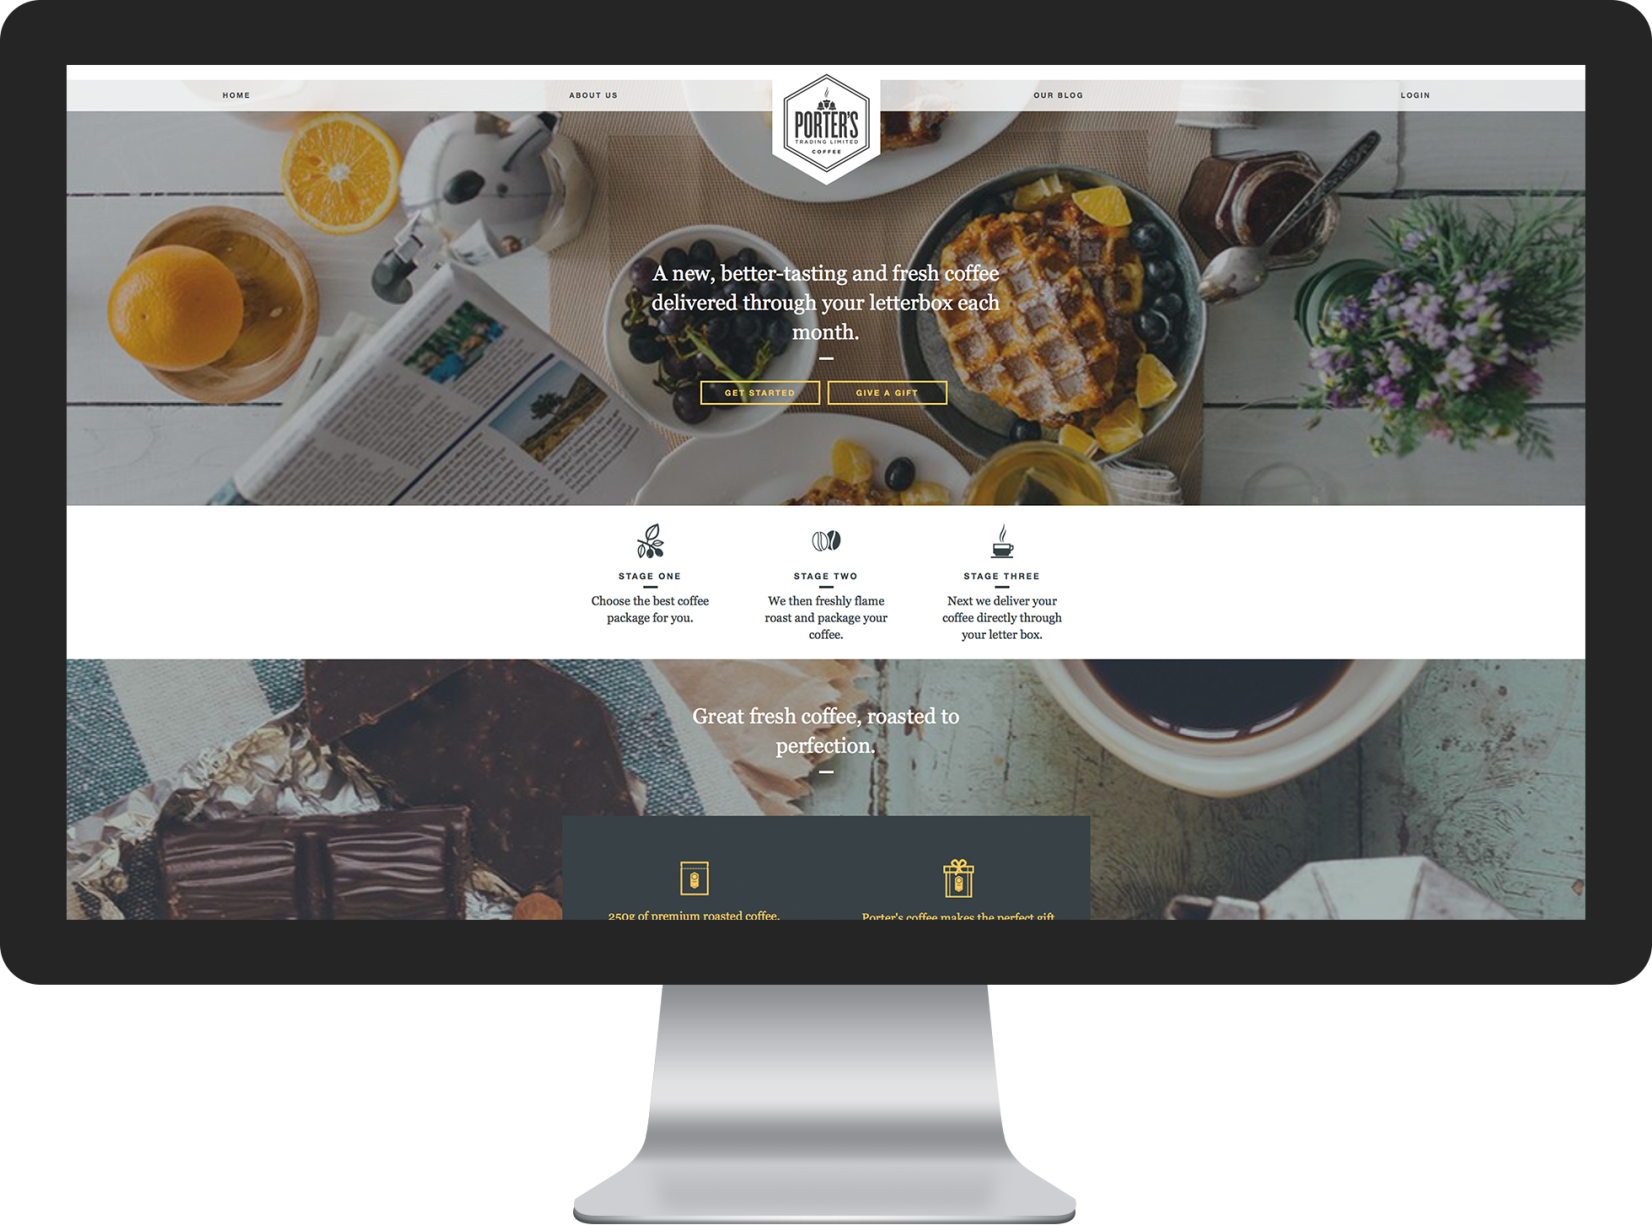 HOME
ABOUT US
PORTER'S
TRADING LIMITED
COFFEE
OUR BLOG
LOGIN
A new, better-tasting and fresh coffee
delivered through your letterbox each
month.
GET STARTED
GIVE A GIFT
STAGE ONE
Choose the best coffee
package for you.
STAGE TWO
We then freshly flame
roast and package your
coffee.
STAGE THREE
Next we deliver your
coffee directly through
your letter box.
Great fresh coffee, roasted to
perfection.
250g of premium roasted coffee.
Porter's coffee makes the perfect gift